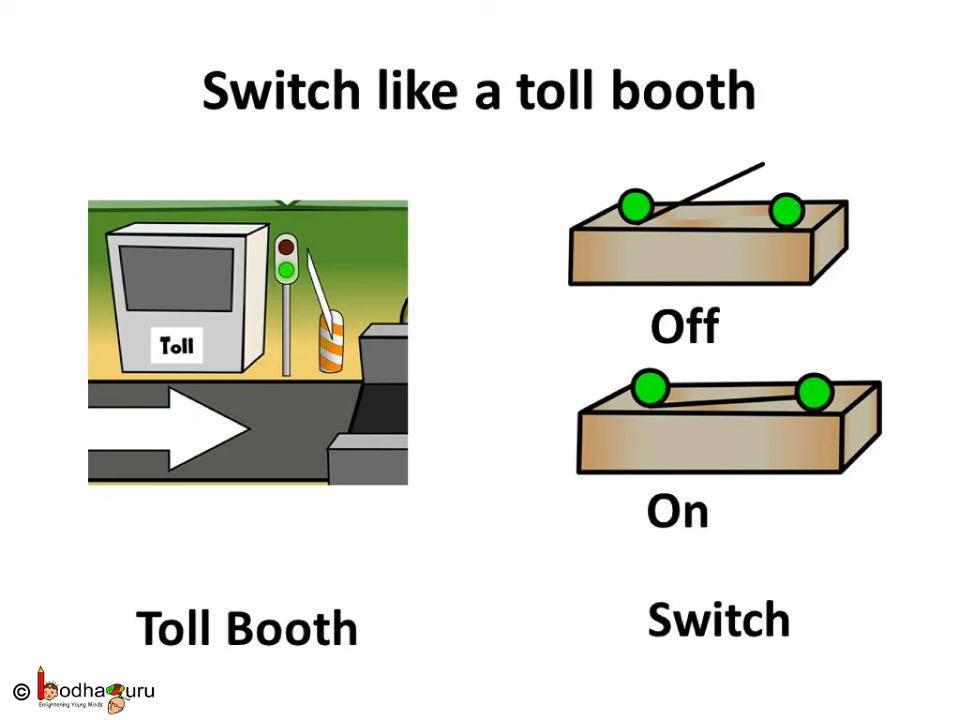 Switch like a toll booth
Toll
Off
On
Toll Booth
Switch
© bodhaguru
Enlightening Young Minds